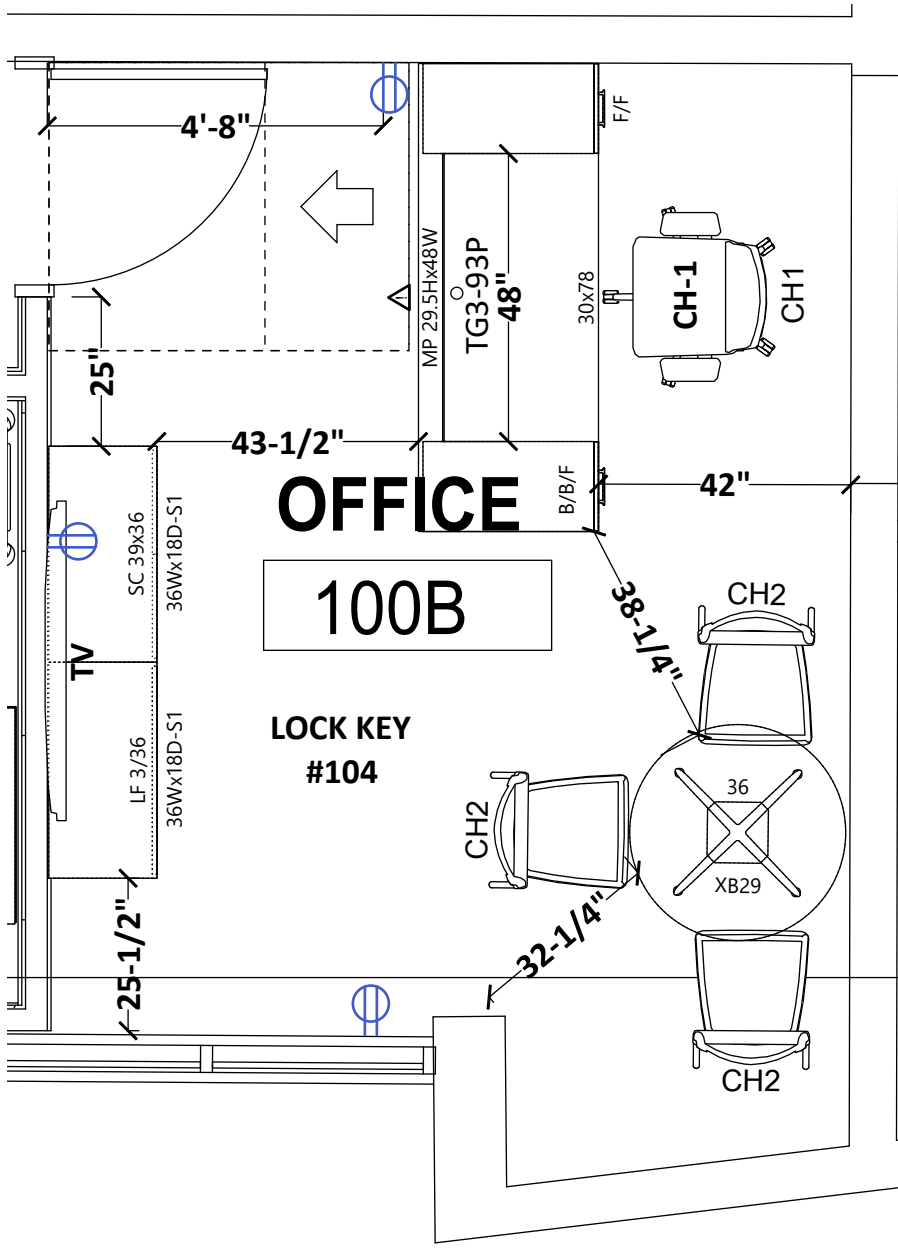 4'-8"
F/F
MP 29.5Hx48W
TG3-93P
48"
30x78
CH-1
CH1
25"
43-1/2"
OFFICE
B/B/F
42"
100B
SC 39x36
36Wx18D-S1
TV
LF 3/36
36Wx18D-S1
38-1/4"
CH2
LOCK KEY
#104
36
XB29
CH2
32-1/4"
25-1/2"
CH2